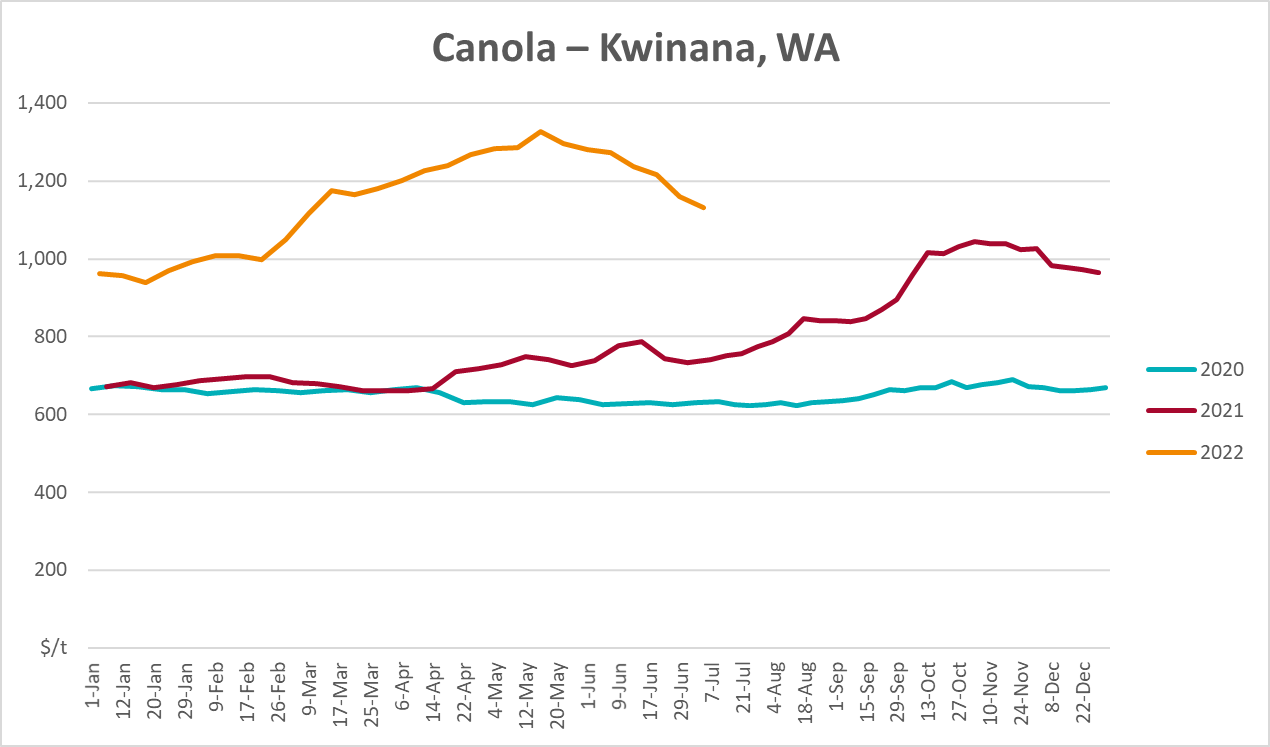 Canola – Kwinana, WA
1,400
1,200
1,000
800
600
400
200
$/t
1-Jan
12-Jan
20-Jan
29-Jan
9-Feb
17-Feb
26-Feb
9-Mar
17-Mar
25-Mar
6-Apr
14-Apr
22-Apr
4-May
12-May
20-May
1-Jun
9-Jun
17-Jun
29-Jun
7-Jul
21-Jul
4-Aug
18-Aug
1-Sep
15-Sep
29-Sep
13-Oct
27-Oct
10-Nov
24-Nov
8-Dec
22-Dec
2020
2021
2022